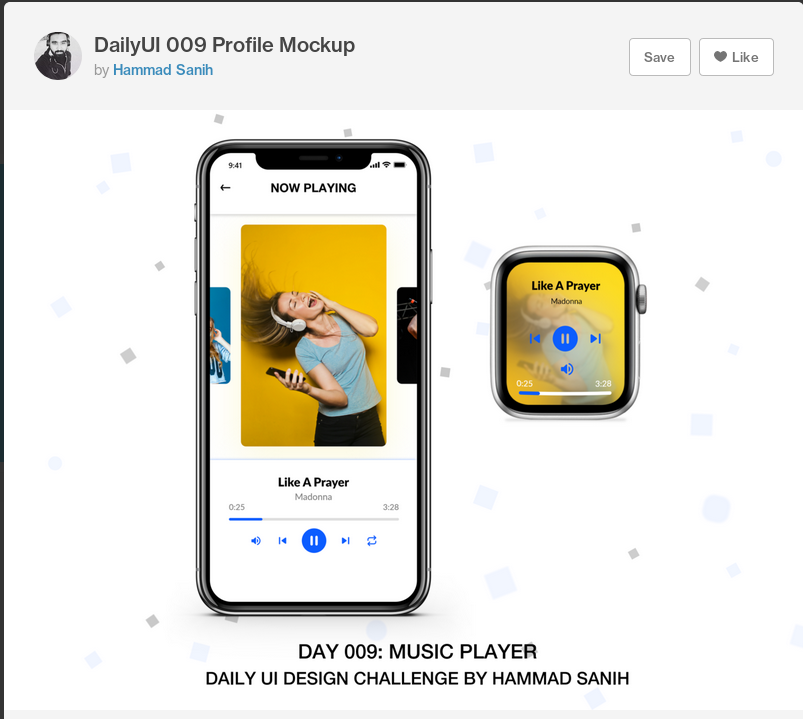 DailyUI 009 Profile Mockup
by Hammad Sanih
Save
Like
9:41
NOW PLAYING
Like A Prayer
Madonna
0:25 3:28
Like A Prayer
Madonna
0:25 3:28
DAY 009: MUSIC PLAYER
DAILY UI DESIGN CHALLENGE BY HAMMAD SANIH